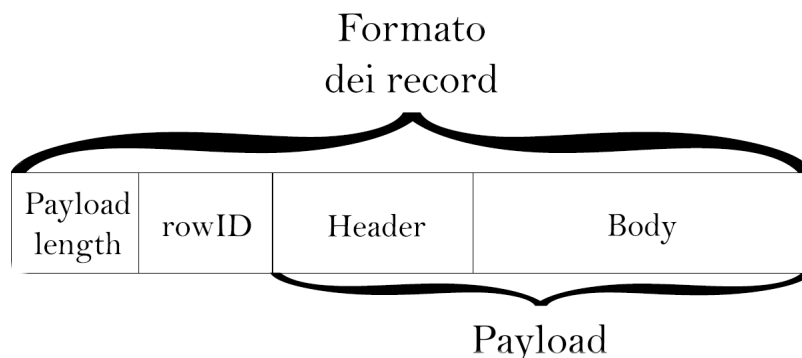 Formato
dei record
Payload
length
rowID
Header
Body
Payload